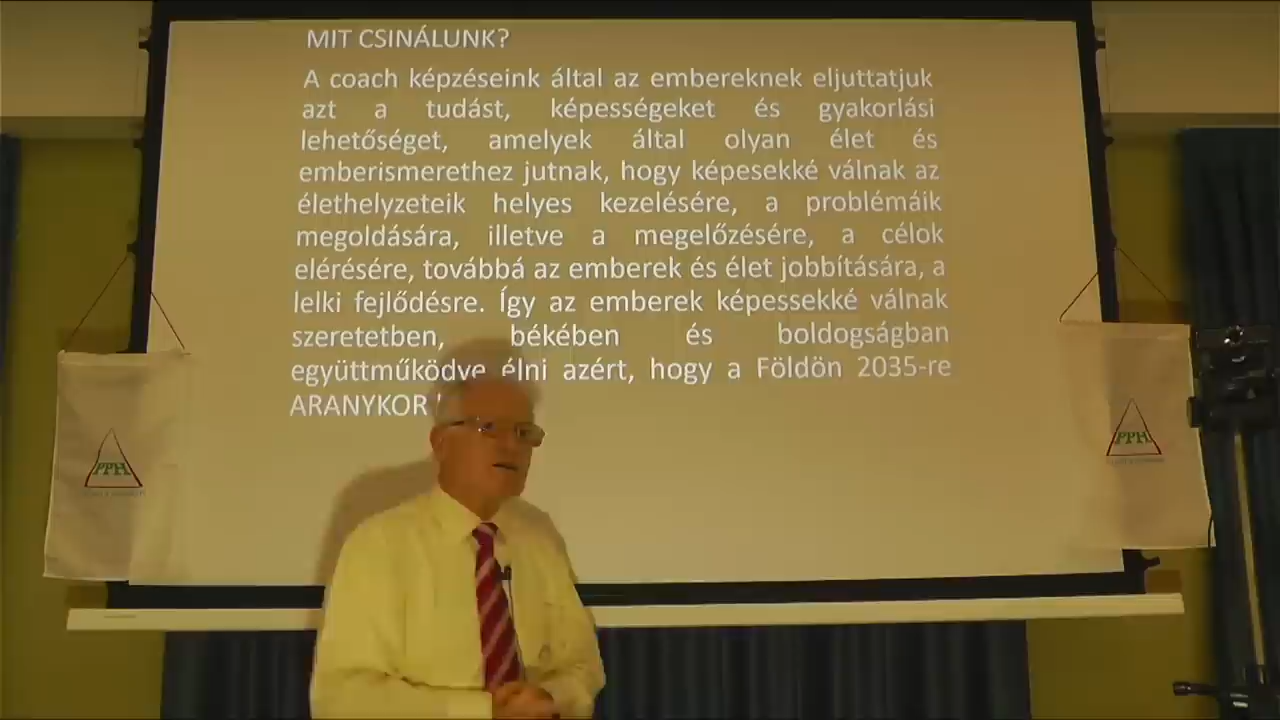 MIT CSINÁLUNK?
A coach képzéseink által az embereknek eljuttatjuk
azt a tudást, képességeket és gyakorlási
lehetőséget, amelyek által olyan élet és
emberismerethez jutnak, hogy képesekké válnak az
élethelyzeteik helyes kezelésére, a problémáik
megoldására, illetve a megelőzésére, a célok
elérésére, továbbá az emberek és élet jobbítására, a
lelki fejlődésre. Így az emberek képessekké válnak
szeretetben, békében és boldogságban
együttműködve élni azért, hogy a Földön 2035-re
ARANYKOR
PPH
PPH